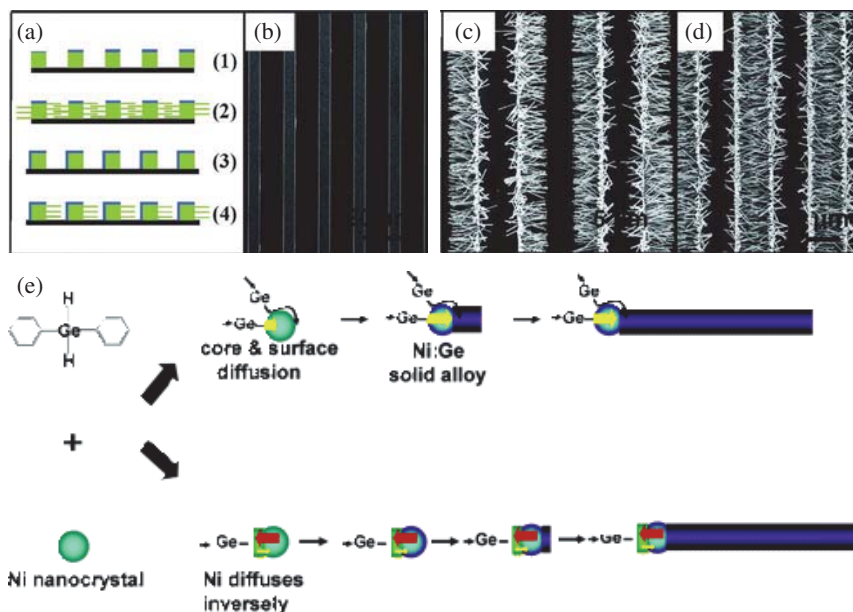 (a)
(1)
(2)
(3)
(4)
(b)
(c)
(d)
μm
(e)
H
Ge
H
+
Ni nanocrystal
Ge
Ge
core & surface
diffusion
Ge
Ge
Ni:Ge
solid alloy
Ge
Ge
Ge
Ni diffuses
inversely
Ge
Ge
Ge